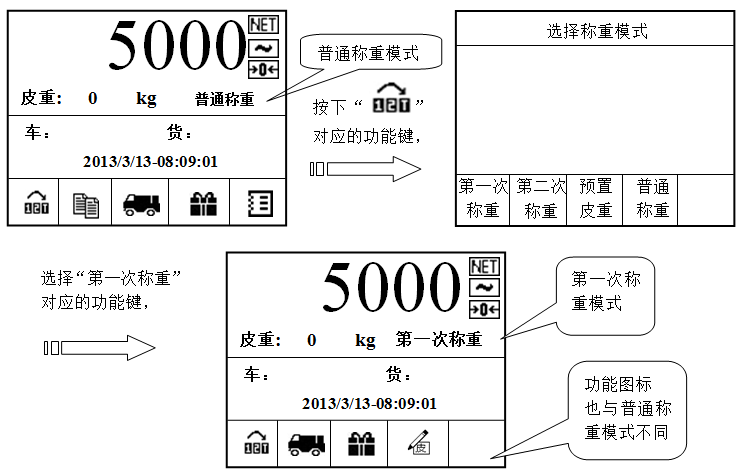 5000
NET
→0←
皮重: 0 kg 普通称重
车: 货:
2013/3/13-08:09:01
12T
普通称重模式
按下“ 12T ”
对应的功能键，
选择称重模式
第一次 第二次 预置 普通
称重 称重 皮重 称重
选择“第一次称重”
对应的功能键，
5000
NET
→0←
皮重: 0 kg 第一次称重
车: 货:
2013/3/13-08:09:01
12T
皮
第一次称
重模式
功能图标
也与普通称
重模式不同